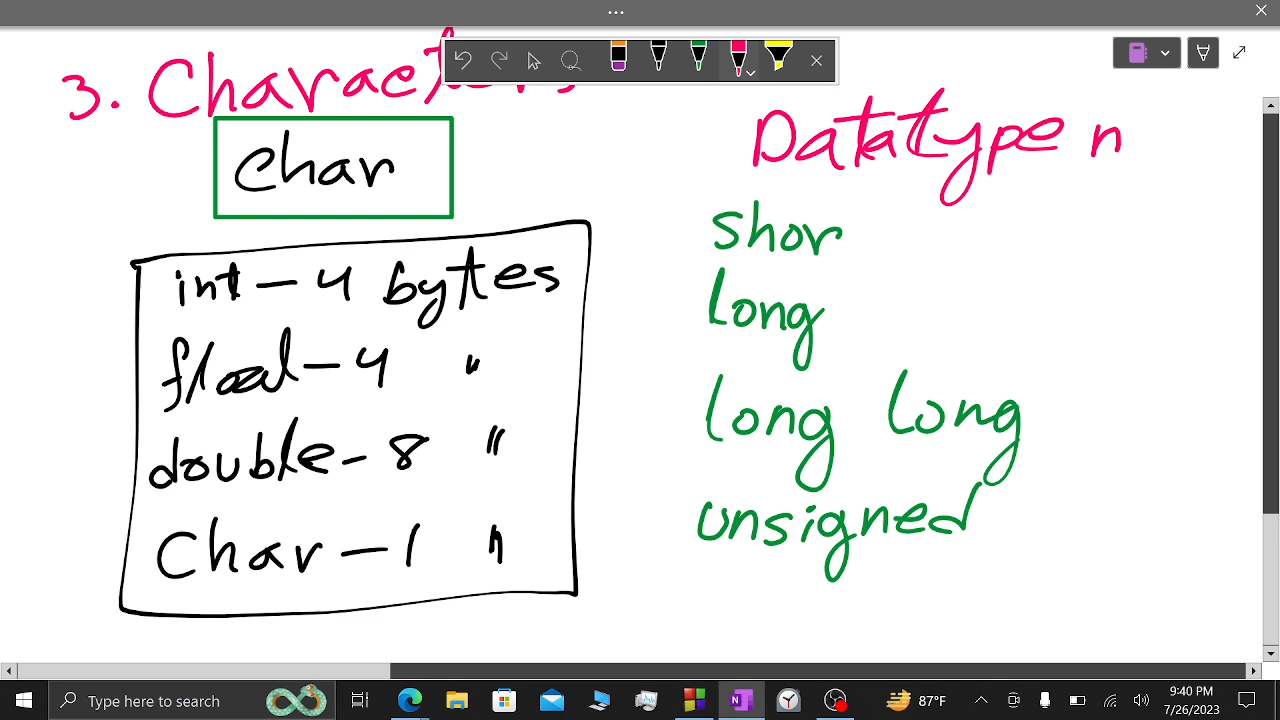 3. Characters
char
int - 4 bytes
float - 4 "
double - 8 "
Char - 1 "
Datatype n
shor
long
long long
unsigned
Type here to search
87°F
9:40 PM
7/26/2023